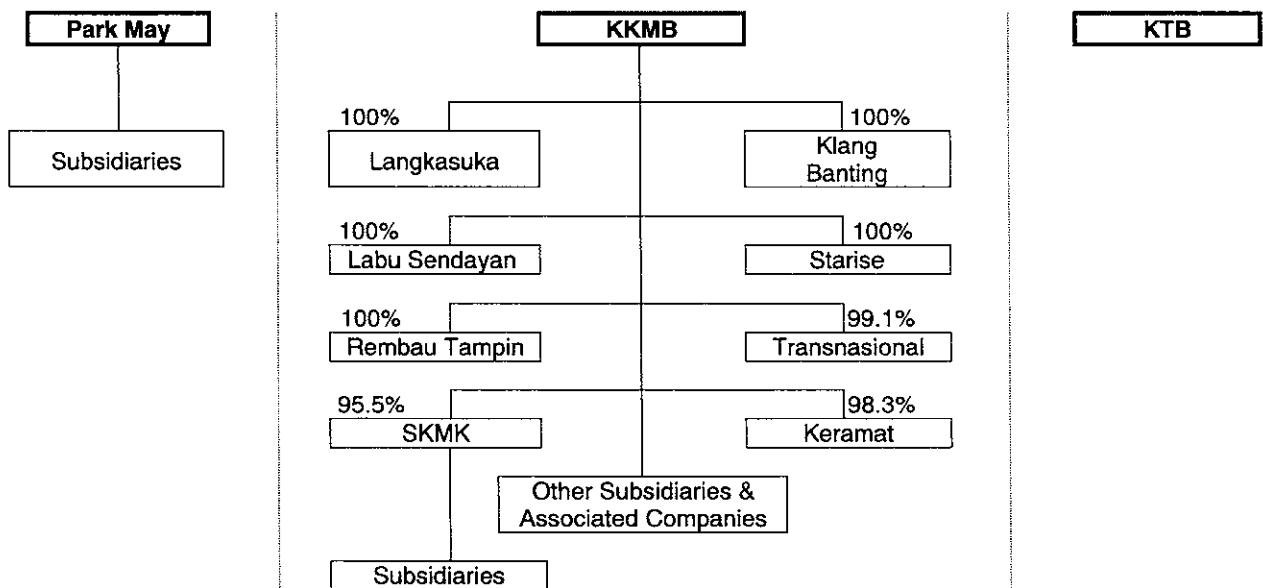 Park May
KKMB
KTB
Subsidiaries
100%
Langkasuka
100%
Klang
Banting
100%
Labu Sendayan
100%
Starise
100%
Rembau Tampin
99.1%
Transnasional
95.5%
SKMK
98.3%
Keramat
Other Subsidiaries &
Associated Companies
Subsidiaries